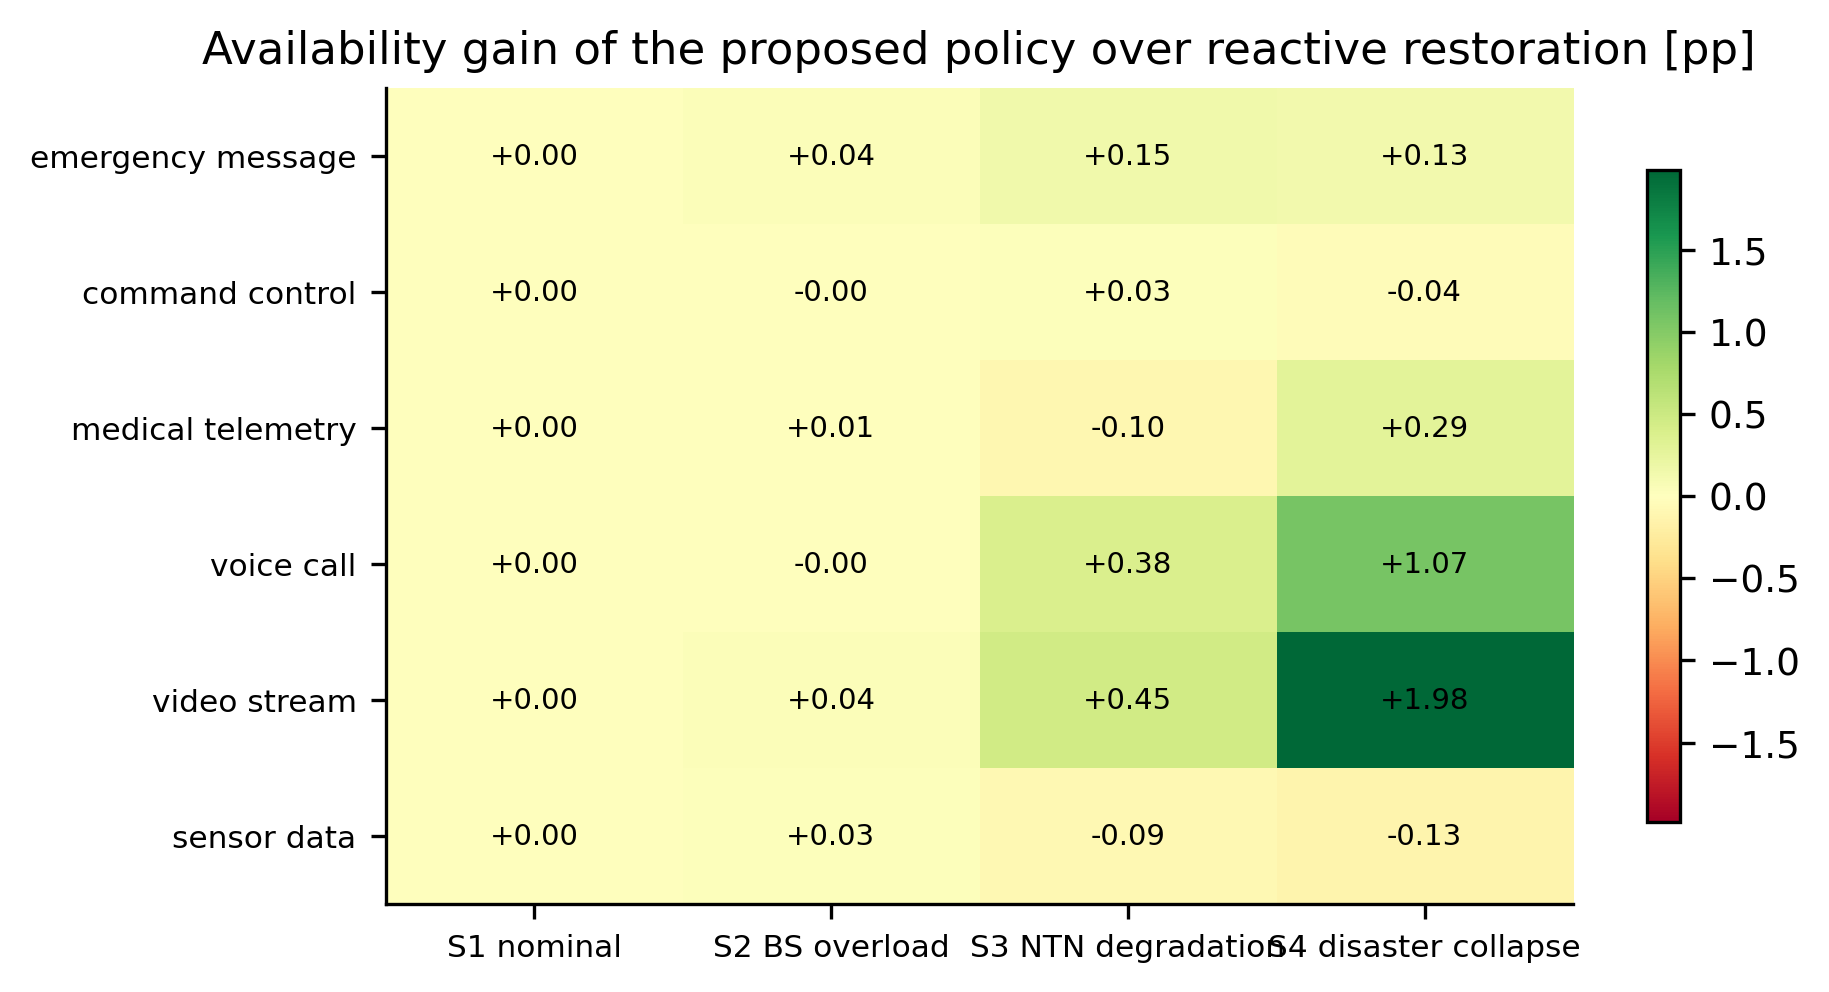 Availability gain of the proposed policy over reactive restoration [pp]
emergency message +0.00 +0.04 +0.15 +0.13
command control +0.00 -0.00 +0.03 -0.04
medical telemetry +0.00 +0.01 -0.10 +0.29
voice call +0.00 -0.00 +0.38 +1.07
video stream +0.00 +0.04 +0.45 +1.98
sensor data +0.00 +0.03 -0.09 -0.13
S1 nominal S2 BS overload S3 NTN degradation S4 disaster collapse
1.5
1.0
0.5
0.0
−0.5
−1.0
−1.5